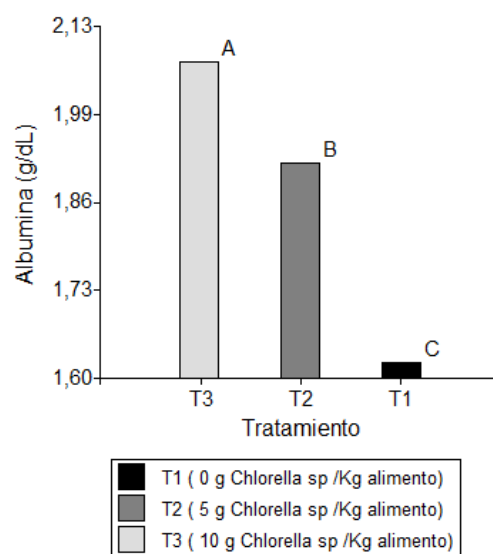 2,13
A
1,99
B
1,86
1,73
C
1,60
Albumina (g/dL)
T3 T2 T1
Tratamiento
T1 ( 0 g Chlorella sp /Kg alimento)
T2 ( 5 g Chlorella sp /Kg alimento)
T3 ( 10 g Chlorella sp /Kg alimento)